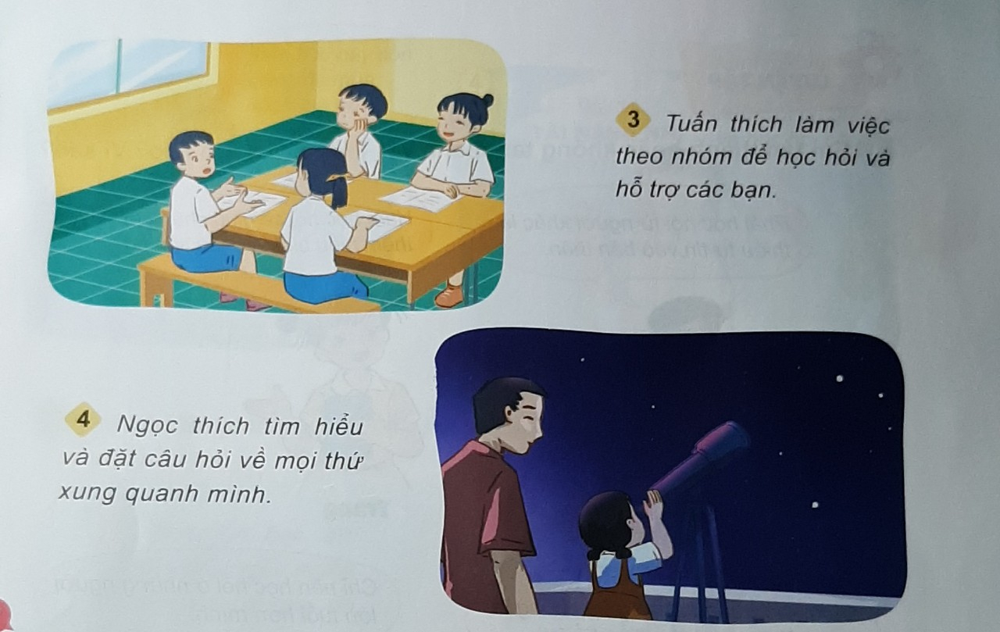 3 Tuấn thích làm việc
theo nhóm để học hỏi và
hỗ trợ các bạn.
4 Ngọc thích tìm hiểu
và đặt câu hỏi về mọi thứ
xung quanh mình.